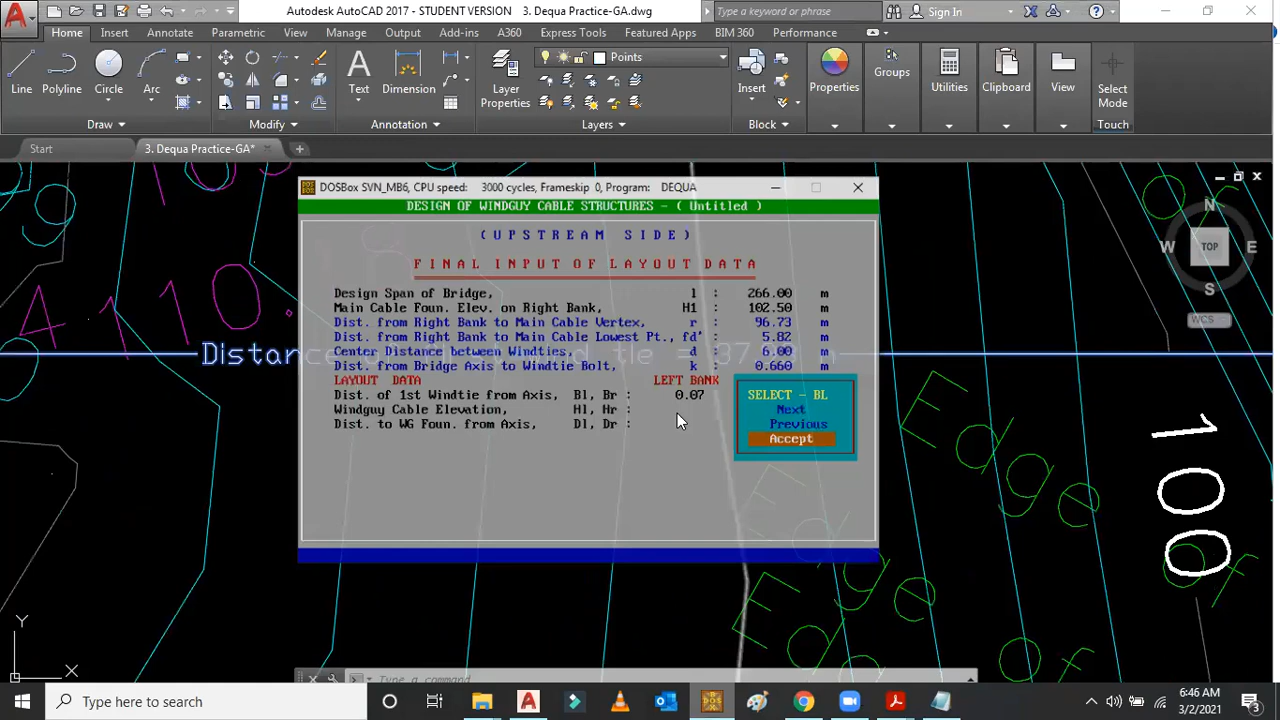 Autodesk AutoCAD 2017 - STUDENT VERSION 3. Dequa Practice-GA.dwg
Type a keyword or phrase
Sign In
Home Insert Annotate Parametric View Manage Output Add-ins A360 Express Tools Featured Apps BIM 360 Performance
Points
Line Polyline Circle Arc
Text Dimension
Layer Properties
Insert
Properties
Groups
Utilities
Clipboard
View
Select Mode
Draw Modify Annotation Layers Block Touch
Start 3. Dequa Practice-GA*
DOSBox SVN_MB6, CPU speed: 3000 cycles, Frameskip 0, Program: DEQUA
DESIGN OF WINDGUY CABLE STRUCTURES - ( Untitled )
( U P S T R E A M S I D E )
F I N A L I N P U T O F L A Y O U T D A T A
Design Span of Bridge, l : 266.00 m
Main Cable Foun. Elev. on Right Bank, H1 : 102.50 m
Dist. from Right Bank to Main Cable Vertex, r : 96.73 m
Dist. from Right Bank to Main Cable Lowest Pt., fd' : 5.82 m
Center Distance between Windties, d : 6.00 m
Dist. from Bridge Axis to Windtie Bolt, k : 0.660 m
LAYOUT DATA LEFT BANK
Dist. of 1st Windtie from Axis, Bl, Br : 0.07
Windguy Cable Elevation, Hl, Hr :
Dist. to WG Foun. from Axis, Dl, Dr :
SELECT - BL
Next
Previous
Accept
4110.
Edge
Edge of
100
N
W TOP E
S
WCS
Y
X
Type a command
Type here to search
6:46 AM
3/2/2021
3